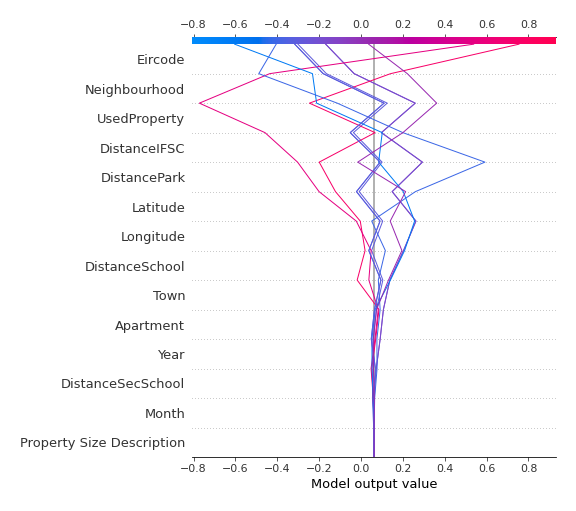 −0.8 −0.6 −0.4 −0.2 0.0 0.2 0.4 0.6 0.8
Eircode
Neighbourhood
UsedProperty
DistanceIFSC
DistancePark
Latitude
Longitude
DistanceSchool
Town
Apartment
Year
DistanceSecSchool
Month
Property Size Description
−0.8 −0.6 −0.4 −0.2 0.0 0.2 0.4 0.6 0.8
Model output value